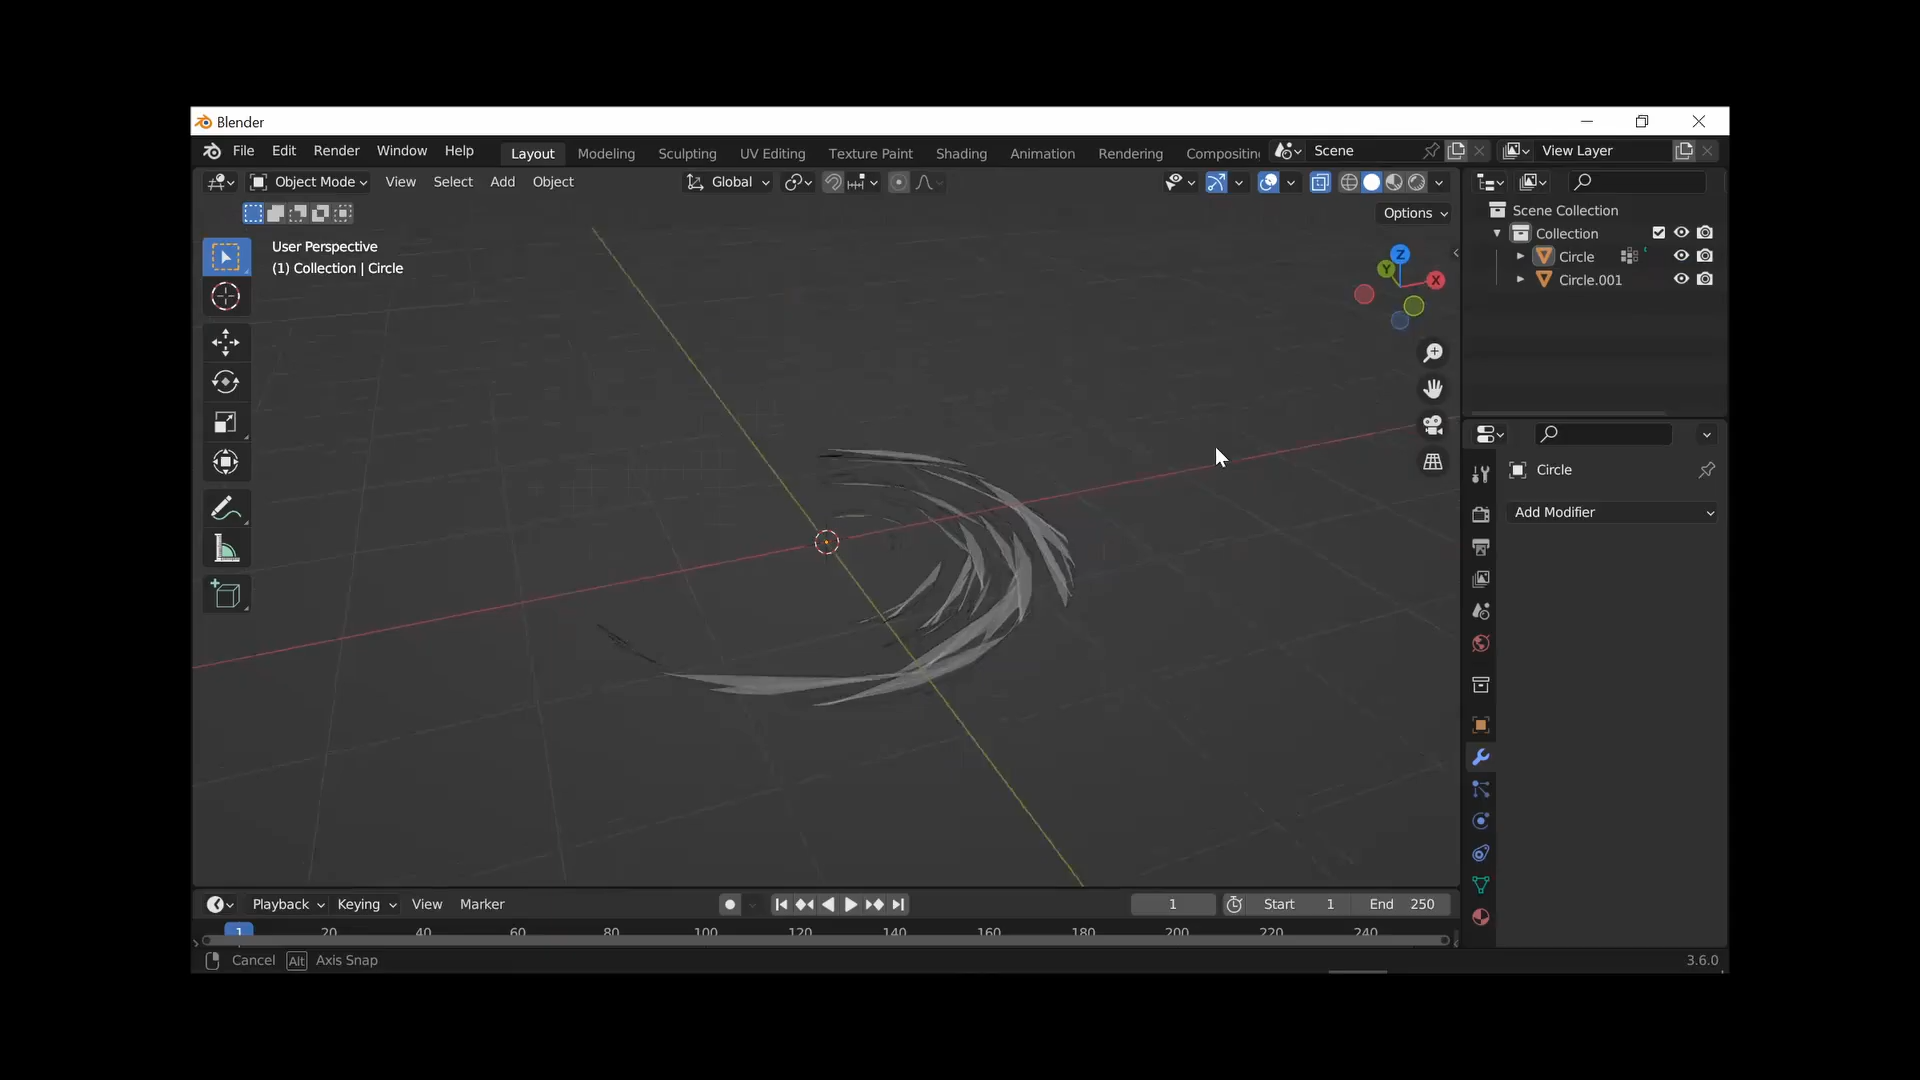 Blender
File Edit Render Window Help Layout Modeling Sculpting UV Editing Texture Paint Shading Animation Rendering Compositin Scene View Layer
Object Mode View Select Add Object Global
Options
User Perspective
(1) Collection | Circle
Z
Y
X
Scene Collection
Collection
Circle
Circle.001
Circle
Add Modifier
Playback Keying View Marker 1 Start 1 End 250
1 20 40 60 80 100 120 140 160 180 200 220 240
Cancel Alt Axis Snap 3.6.0